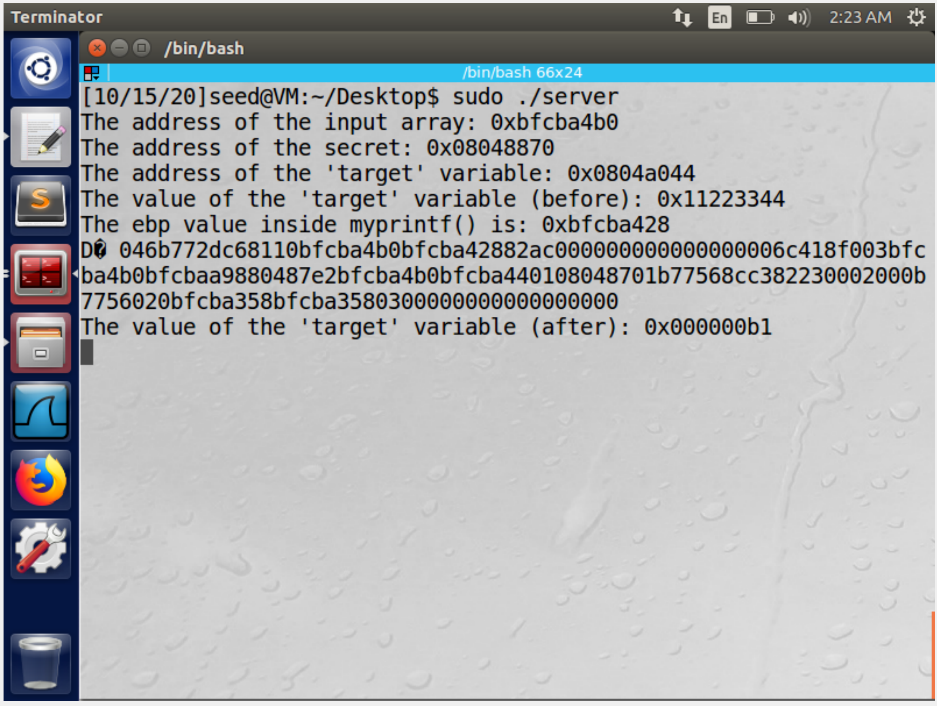 Terminator
En
2:23 AM
/bin/bash
/bin/bash 66x24
[10/15/20]seed@VM:~/Desktop$ sudo ./server
The address of the input array: 0xbfcba4b0
The address of the secret: 0x08048870
The address of the 'target' variable: 0x0804a044
The value of the 'target' variable (before): 0x11223344
The ebp value inside myprintf() is: 0xbfcba428
D� 046b772dc68110bfcba4b0bfcba42882ac000000000000000006c418f003bfc
ba4b0bfcbaa9880487e2bfcba4b0bfcba440108048701b77568cc382230002000b
7756020bfcba358bfcba3580300000000000000000
The value of the 'target' variable (after): 0x000000b1